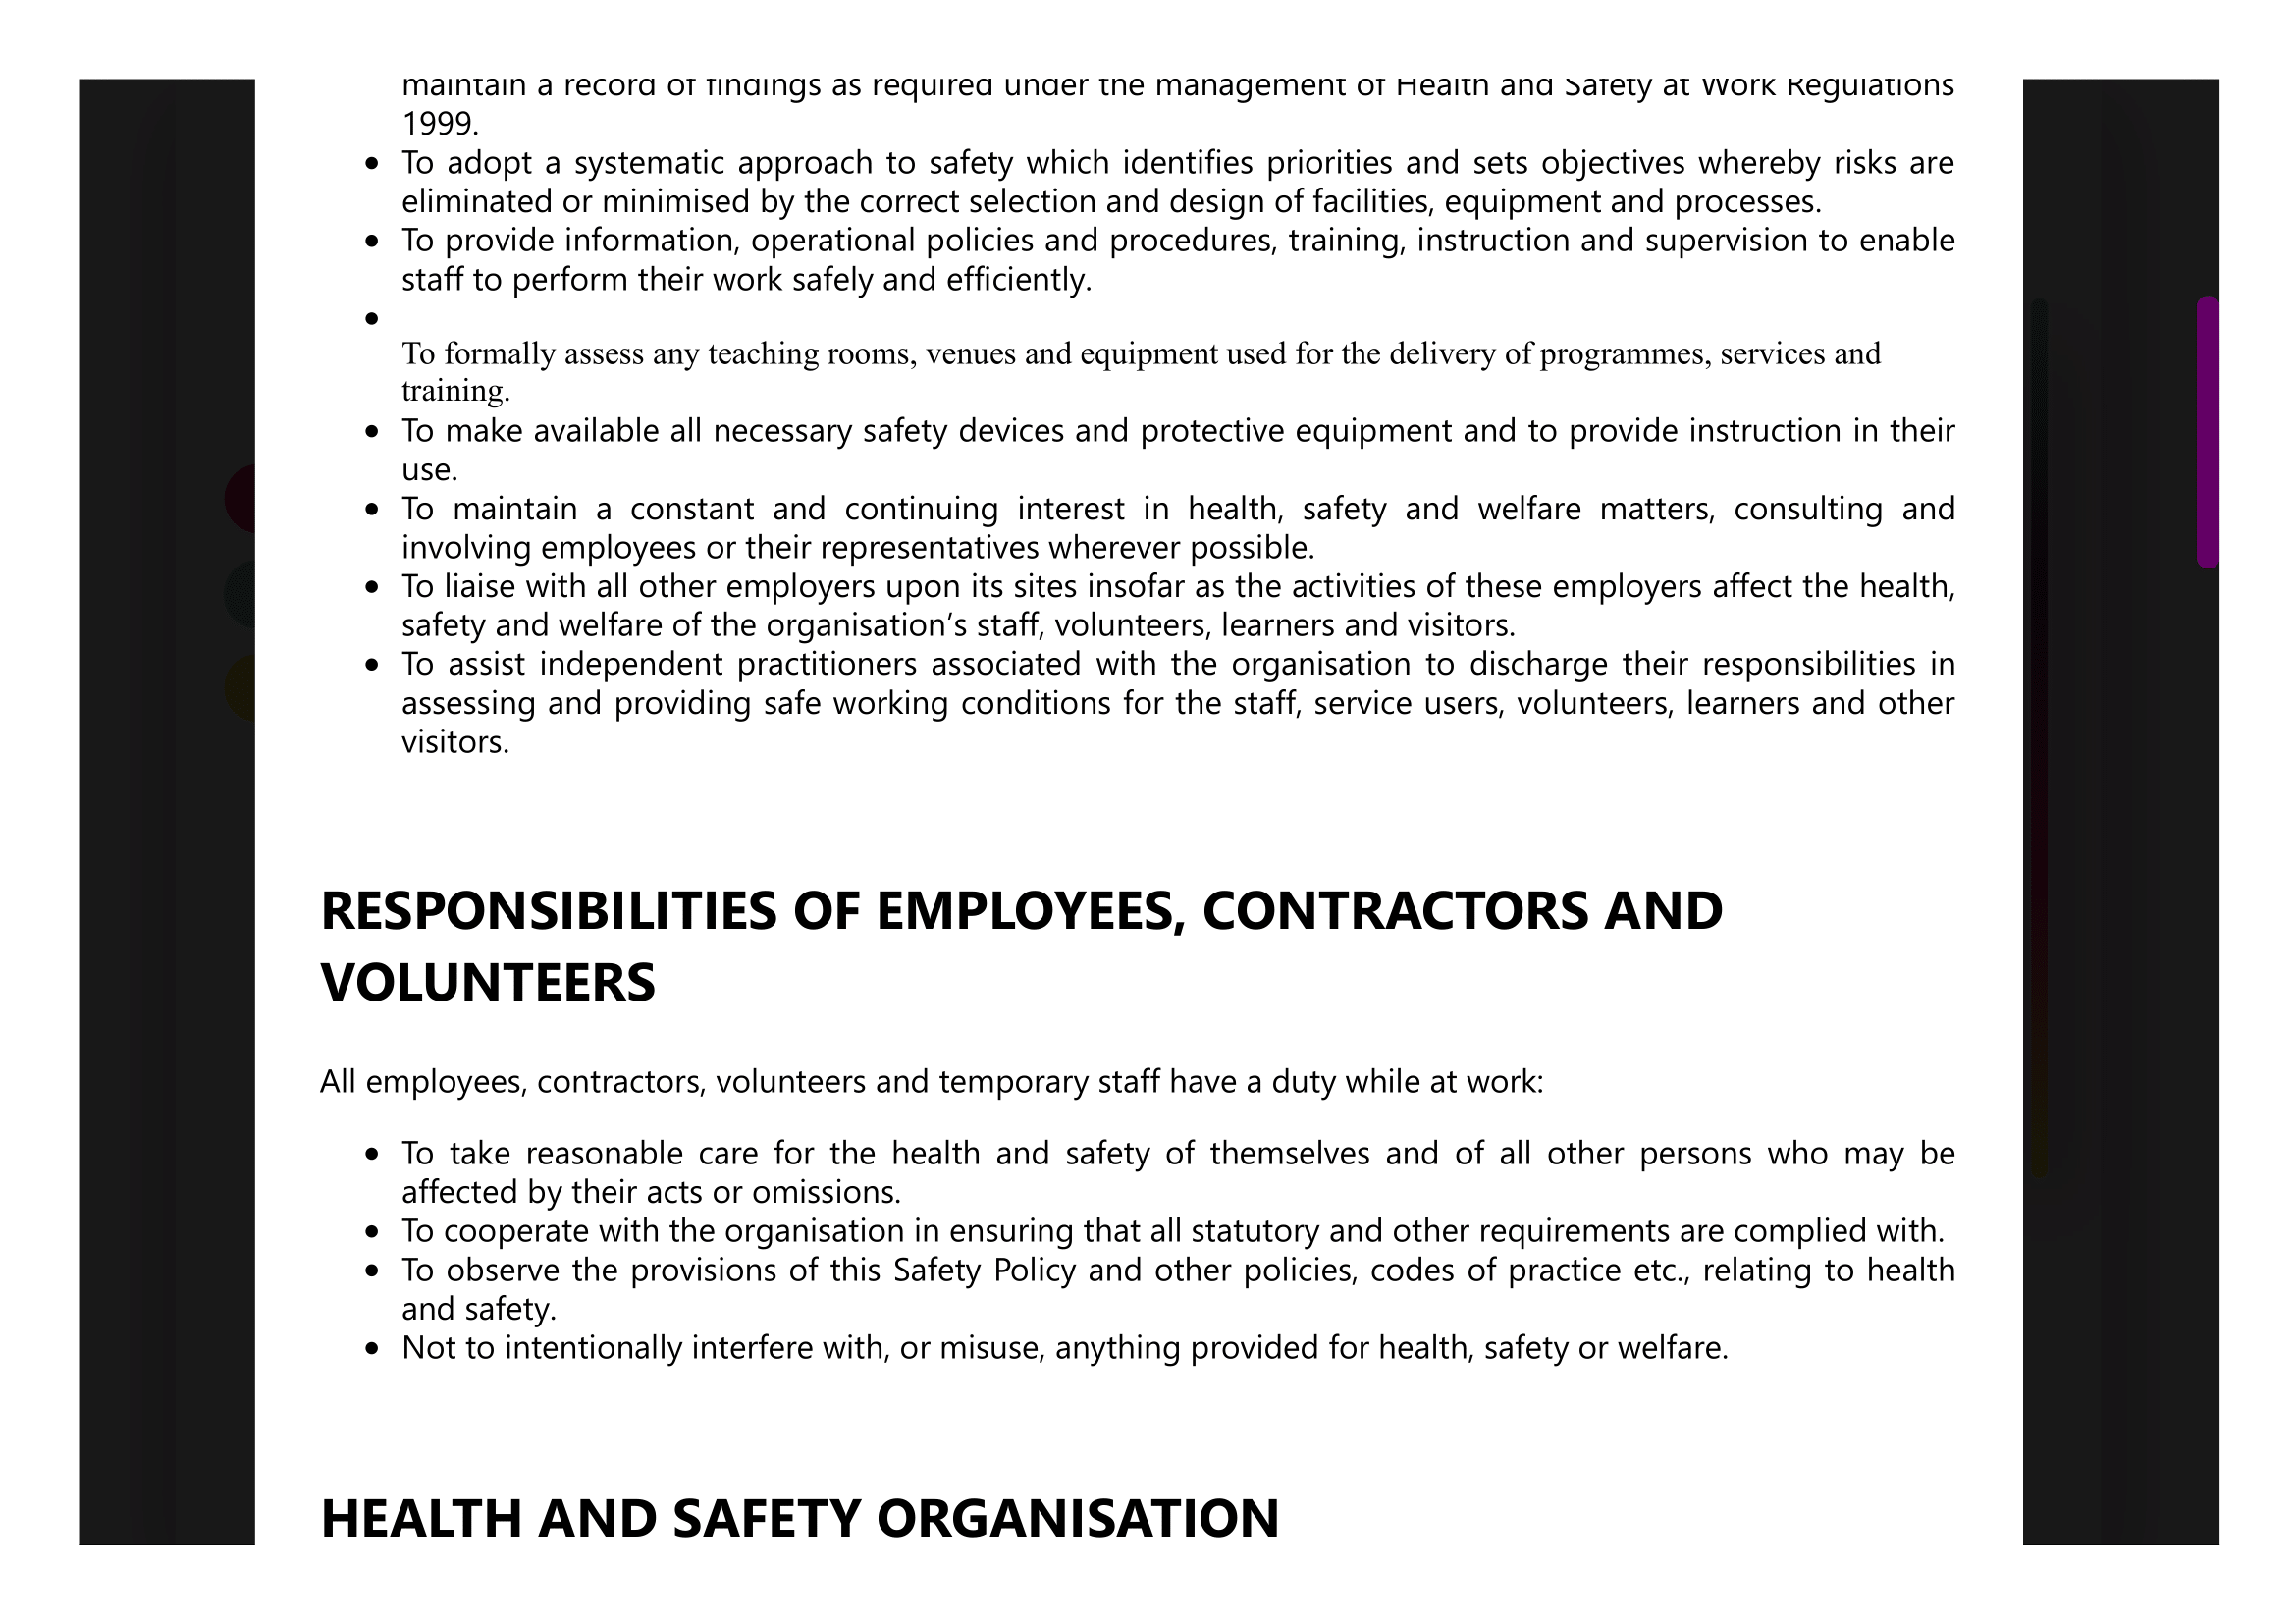 maintain a record of findings as required under the management of Health and Safety at Work Regulations
1999.
• To adopt a systematic approach to safety which identifies priorities and sets objectives whereby risks are
eliminated or minimised by the correct selection and design of facilities, equipment and processes.
• To provide information, operational policies and procedures, training, instruction and supervision to enable
staff to perform their work safely and efficiently.
•
To formally assess any teaching rooms, venues and equipment used for the delivery of programmes, services and
training.
• To make available all necessary safety devices and protective equipment and to provide instruction in their
use.
• To maintain a constant and continuing interest in health, safety and welfare matters, consulting and
involving employees or their representatives wherever possible.
• To liaise with all other employers upon its sites insofar as the activities of these employers affect the health,
safety and welfare of the organisation’s staff, volunteers, learners and visitors.
• To assist independent practitioners associated with the organisation to discharge their responsibilities in
assessing and providing safe working conditions for the staff, service users, volunteers, learners and other
visitors.
RESPONSIBILITIES OF EMPLOYEES, CONTRACTORS AND
VOLUNTEERS
All employees, contractors, volunteers and temporary staff have a duty while at work:
• To take reasonable care for the health and safety of themselves and of all other persons who may be
affected by their acts or omissions.
• To cooperate with the organisation in ensuring that all statutory and other requirements are complied with.
• To observe the provisions of this Safety Policy and other policies, codes of practice etc., relating to health
and safety.
• Not to intentionally interfere with, or misuse, anything provided for health, safety or welfare.
HEALTH AND SAFETY ORGANISATION